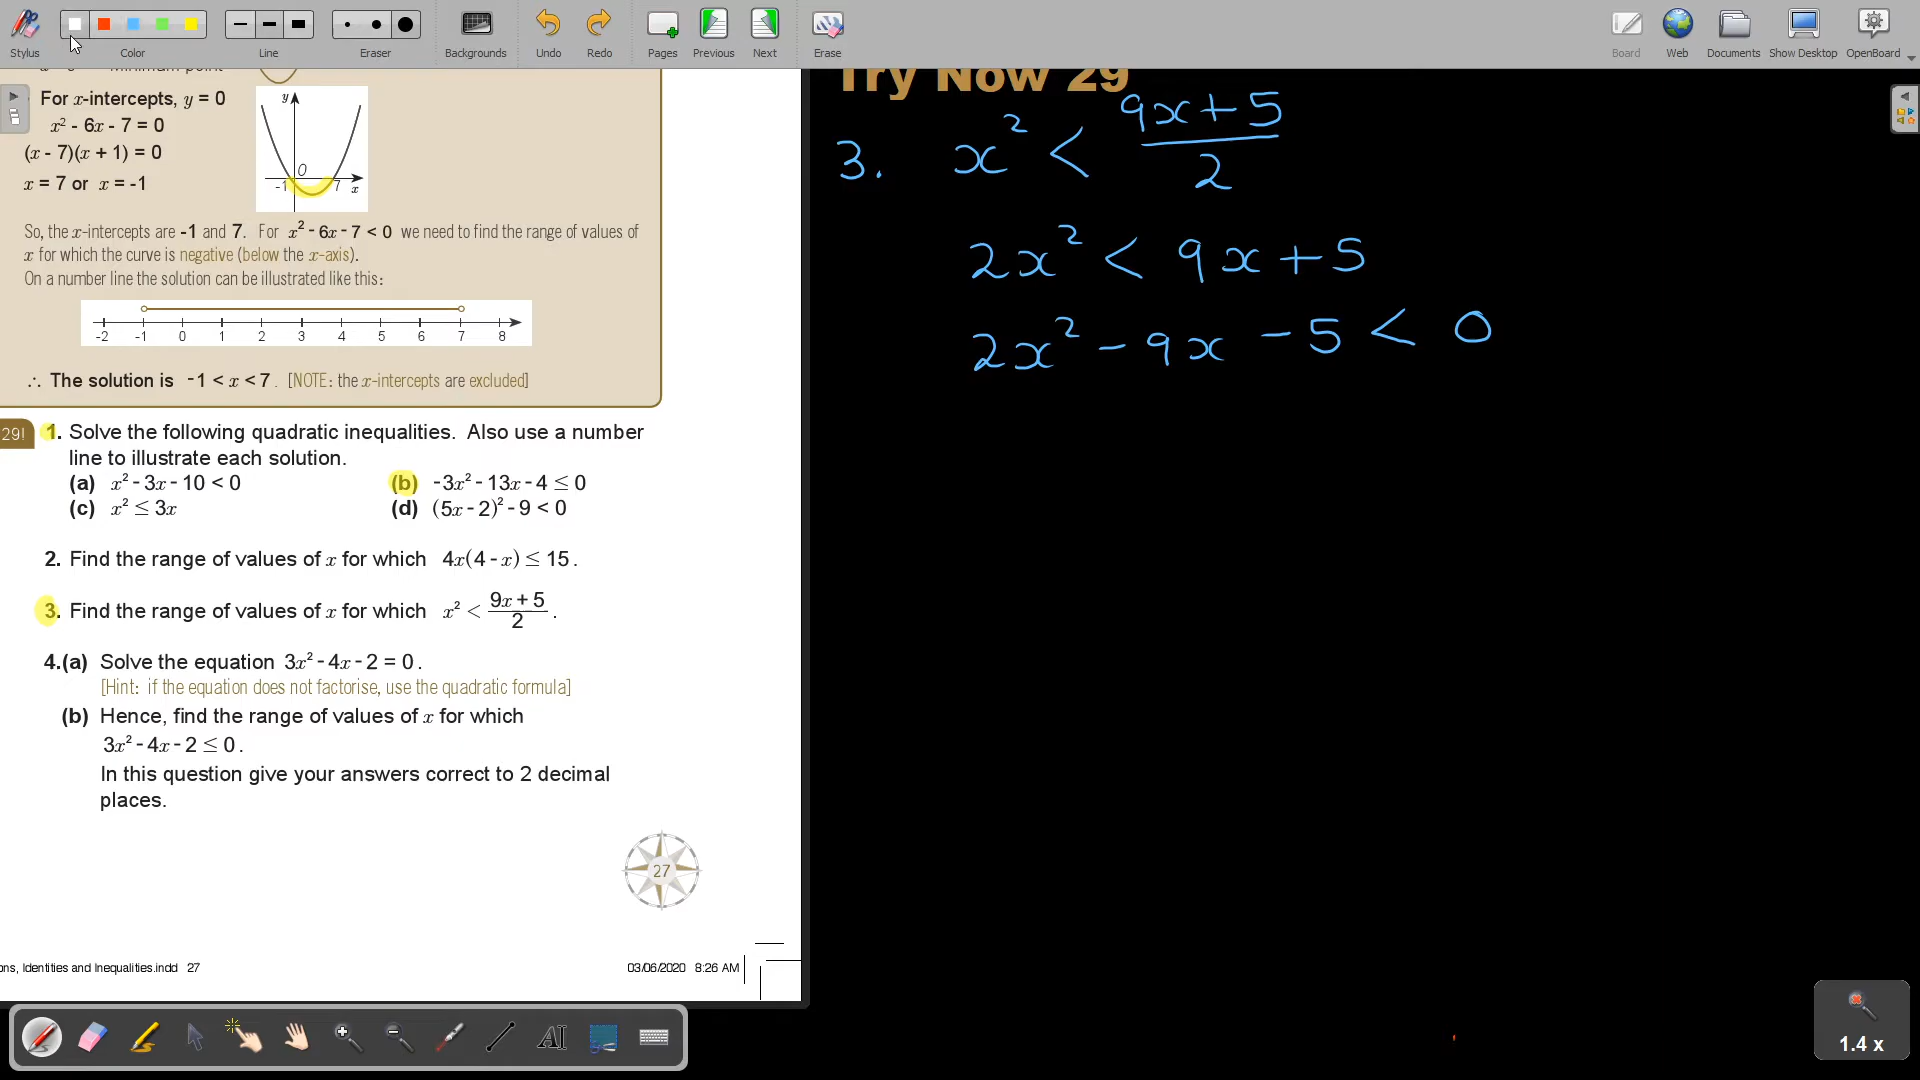 Stylus Color Line Eraser Backgrounds Undo Redo Pages Previous Next Erase Board Web Documents Show Desktop OpenBoard
For x-intercepts, y = 0
x² - 6x - 7 = 0
(x - 7)(x + 1) = 0
x = 7 or x = -1
y
0
-1 7 x
So, the x-intercepts are -1 and 7. For x² - 6x - 7 < 0 we need to find the range of values of
x for which the curve is negative (below the x-axis).
On a number line the solution can be illustrated like this:
-2 -1 0 1 2 3 4 5 6 7 8
∴ The solution is -1 < x < 7. [NOTE: the x-intercepts are excluded]
29!
1. Solve the following quadratic inequalities. Also use a number
line to illustrate each solution.
(a) x² - 3x - 10 < 0 (b) -3x² - 13x - 4 ≤ 0
(c) x² ≤ 3x (d) (5x - 2)² - 9 < 0
2. Find the range of values of x for which 4x(4 - x) ≤ 15.
3. Find the range of values of x for which x² < (9x + 5)/2.
4.(a) Solve the equation 3x² - 4x - 2 = 0.
[Hint: if the equation does not factorise, use the quadratic formula]
(b) Hence, find the range of values of x for which
3x² - 4x - 2 ≤ 0.
In this question give your answers correct to 2 decimal
places.
27
ons, Identities and Inequalities.indd 27 03/06/2020 8:26 AM
Try Now 29
3. x² < (9x + 5)/2
2x² < 9x + 5
2x² - 9x - 5 < 0
1.4 x